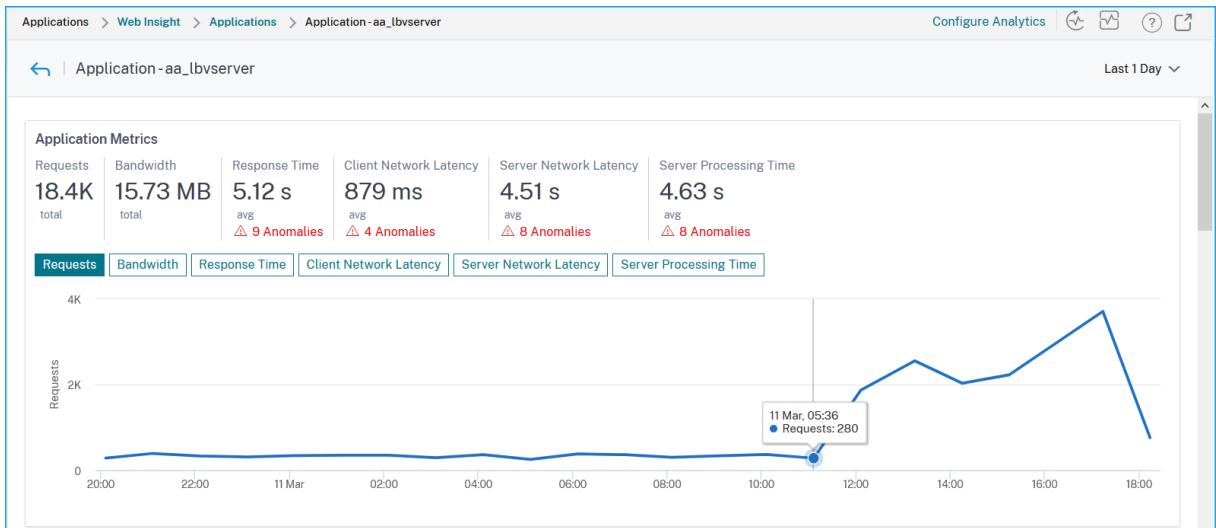 Applications > Web Insight > Applications > Application - aa_lbvserver Configure Analytics
Application - aa_lbvserver Last 1 Day
Application Metrics
Requests Bandwidth Response Time Client Network Latency Server Network Latency Server Processing Time
18.4K 15.73 MB 5.12 s 879 ms 4.51 s 4.63 s
total total avg avg avg avg
9 Anomalies 4 Anomalies 8 Anomalies 8 Anomalies
Requests Bandwidth Response Time Client Network Latency Server Network Latency Server Processing Time
4K
Requests
2K
11 Mar, 05:36
Requests: 280
0
20:00 22:00 11 Mar 02:00 04:00 06:00 08:00 10:00 12:00 14:00 16:00 18:00